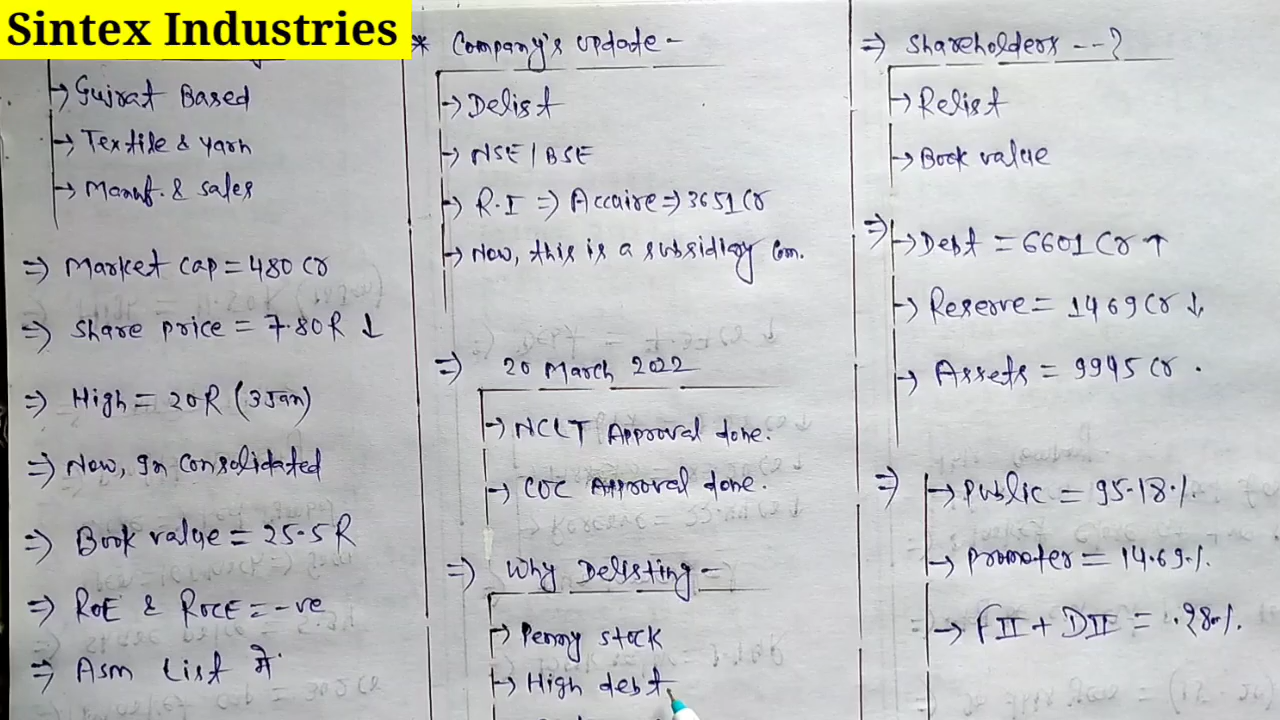 Sintex Industries
→ Gujrat Based
→ Textile & yarn
→ Manuf. & sales
⇒ Market cap = 480 Cr
⇒ Share price = 7.80 R ↓
⇒ High = 20 R (3 Jan)
⇒ Now, In consolidated
⇒ Book value = 25.5 R
⇒ ROE & ROCE = -ve
⇒ Asm List में
* Company's update -
→ Delist
→ NSE / BSE
→ R.I ⇒ Accaire ⇒ 3651 Cr
→ Now, this is a subsidiary com.
⇒ 20 March 2022
→ NCLT Approval done.
→ COC Approval done.
⇒ Why Delisting -
→ Penny stock
→ High debt
⇒ Shareholders --?
→ Relist
→ Book value
⇒ → Debt = 6601 Cr ↑
→ Reserve = 1469 Cr ↓
→ Assets = 9945 Cr .
⇒ → Public = 95.18 %
→ Promoter = 14.69 %.
→ FII + DII = .28 %.